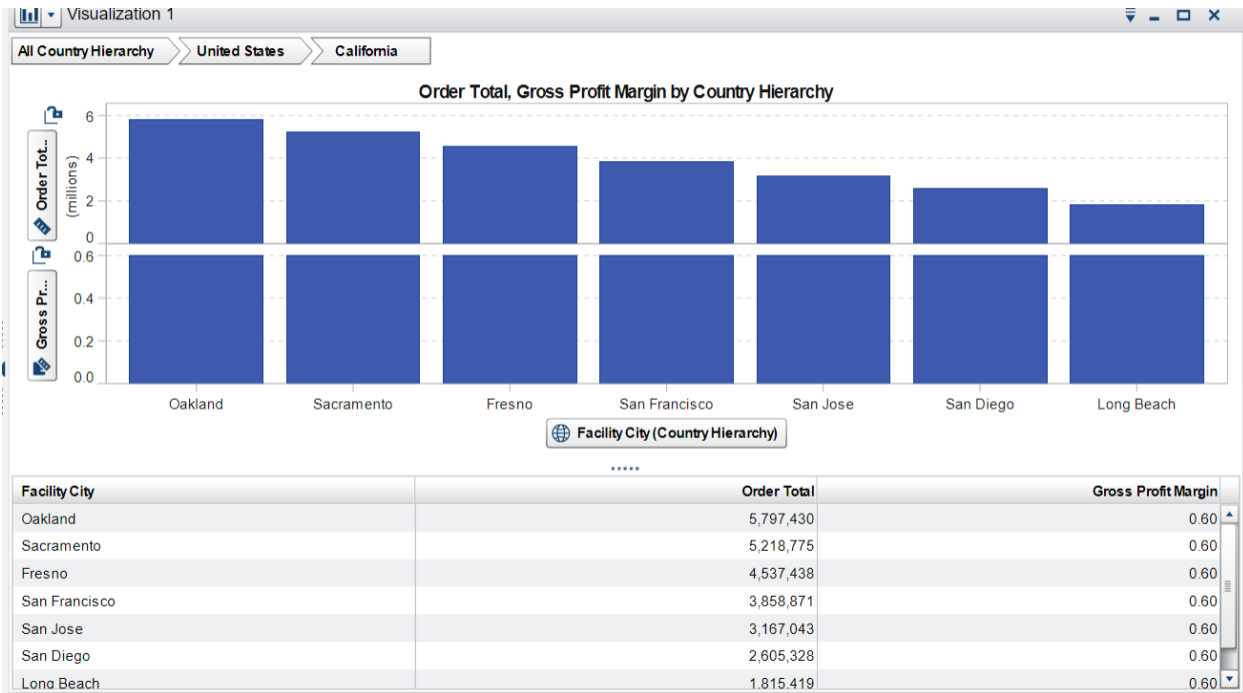 Visualization 1
All Country Hierarchy United States California
Order Total, Gross Profit Margin by Country Hierarchy
Order Tot...
(millions)
6
4
2
0
Gross Pr...
0.6
0.4
0.2
0.0
Oakland Sacramento Fresno San Francisco San Jose San Diego Long Beach
Facility City (Country Hierarchy)
Facility City Order Total Gross Profit Margin
Oakland 5,797,430 0.60
Sacramento 5,218,775 0.60
Fresno 4,537,438 0.60
San Francisco 3,858,871 0.60
San Jose 3,167,043 0.60
San Diego 2,605,328 0.60
Long Beach 1,815,419 0.60